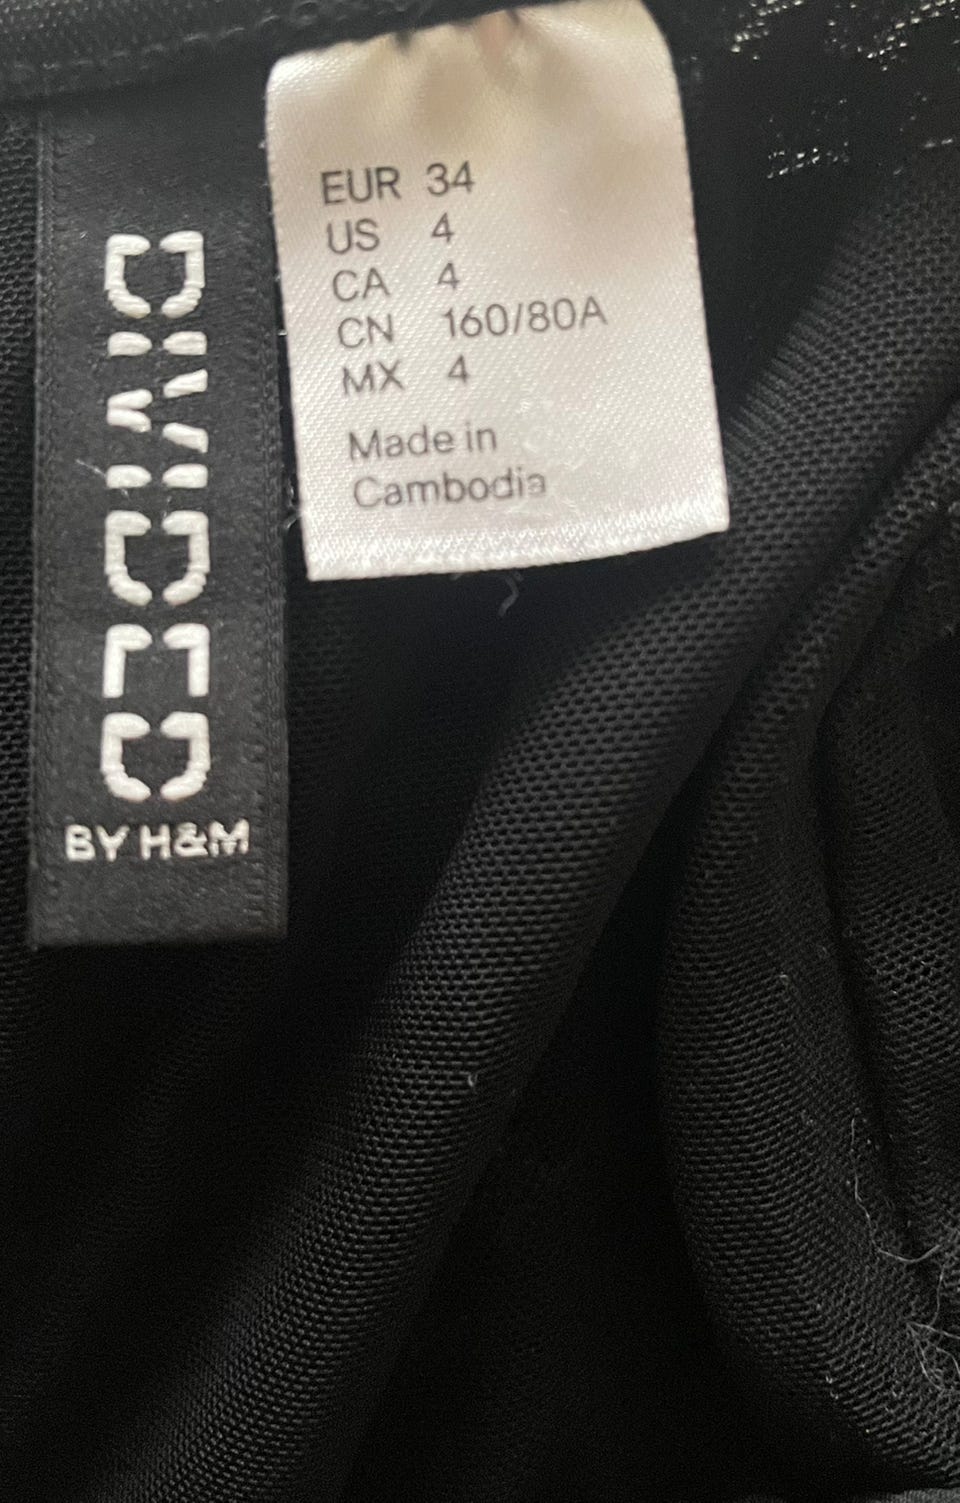 DIVIDED
BY H&M
EUR 34
US 4
CA 4
CN 160/80A
MX 4
Made in
Cambodia